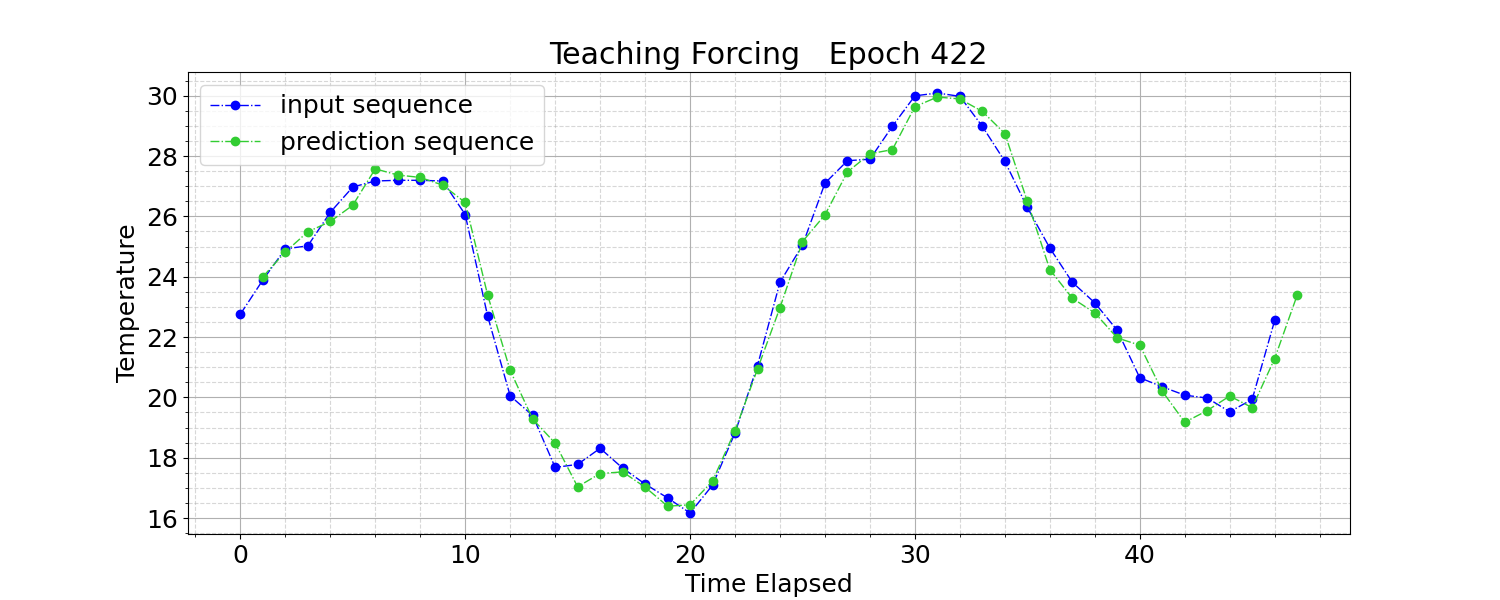 Teaching Forcing   Epoch 422
input sequence
prediction sequence
30
28
26
24
22
20
18
16
Temperature
0 10 20 30 40
Time Elapsed